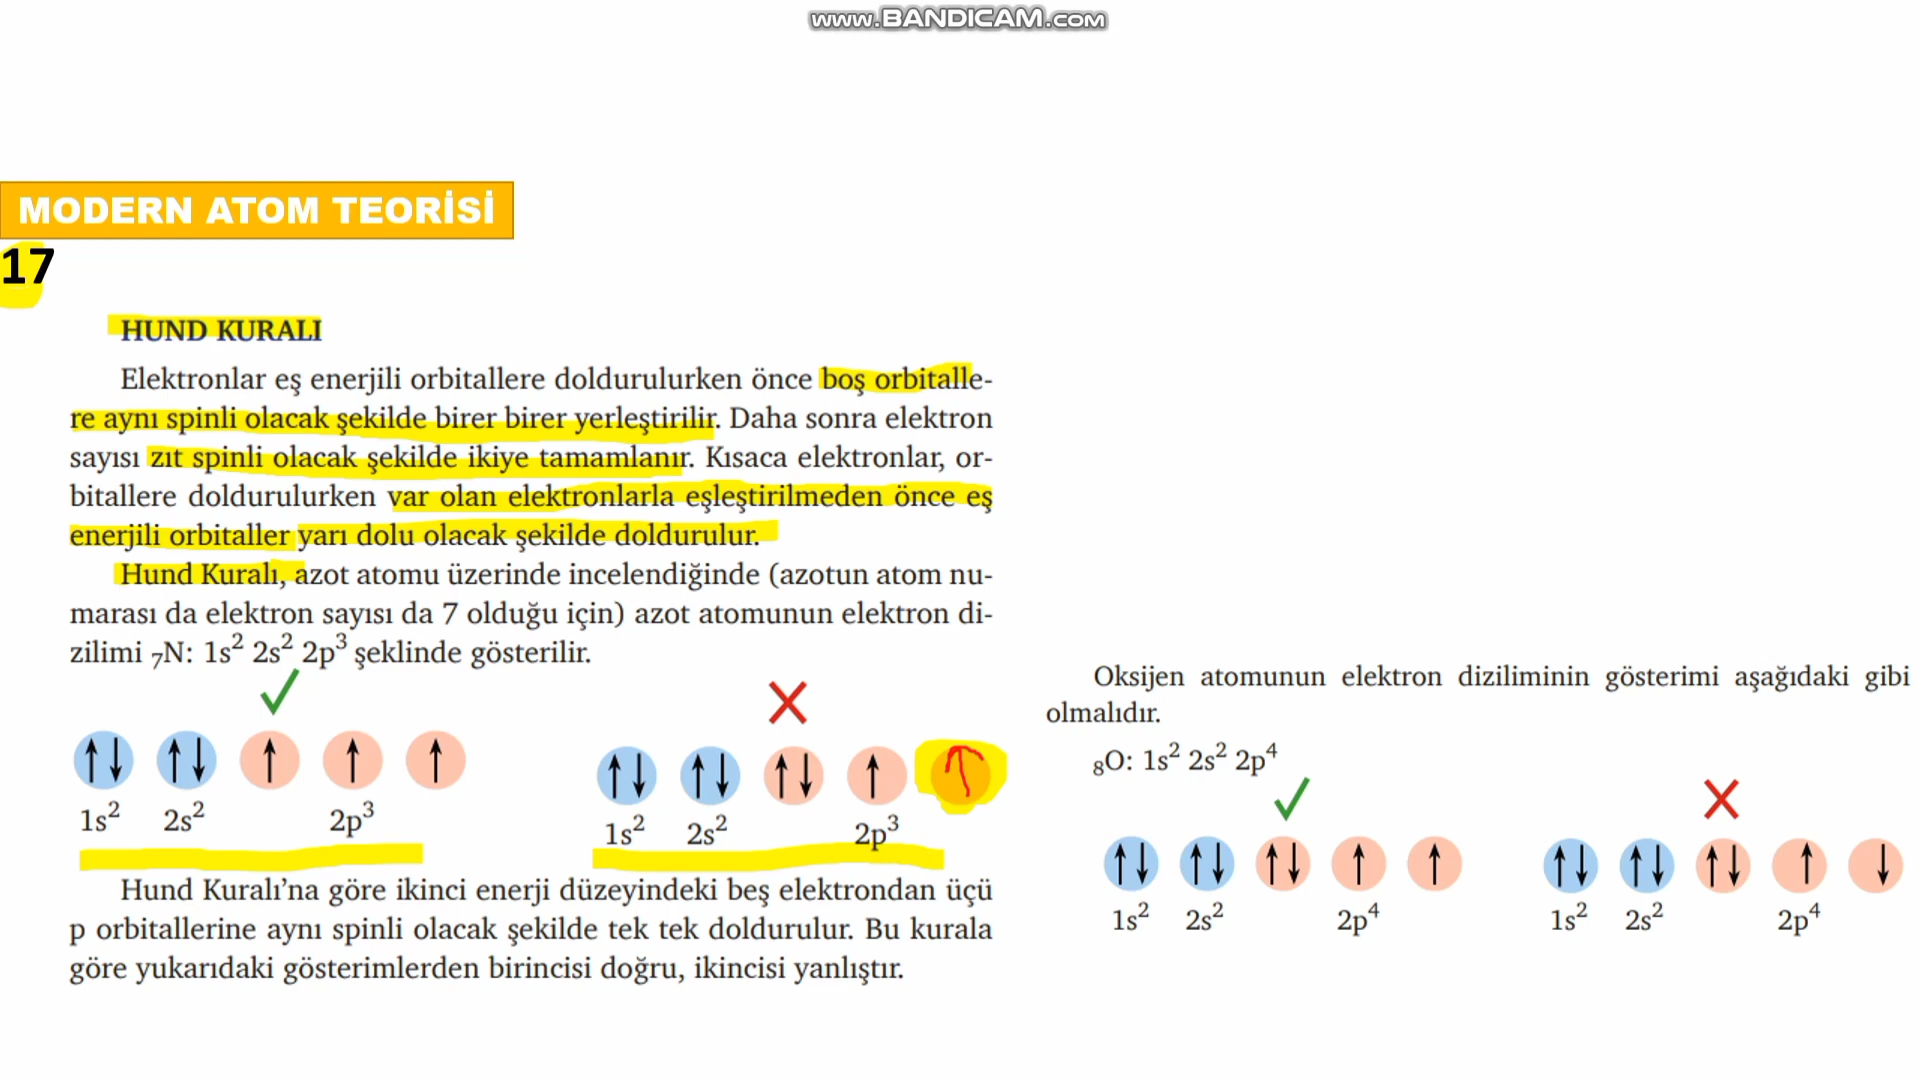 www.BANDICAM.com
MODERN ATOM TEORİSİ
17
HUND KURALI
Elektronlar eş enerjili orbitallere doldurulurken önce boş orbitalle-
re aynı spinli olacak şekilde birer birer yerleştirilir. Daha sonra elektron
sayısı zıt spinli olacak şekilde ikiye tamamlanır. Kısaca elektronlar, or-
bitallere doldurulurken var olan elektronlarla eşleştirilmeden önce eş
enerjili orbitaller yarı dolu olacak şekilde doldurulur.
Hund Kuralı, azot atomu üzerinde incelendiğinde (azotun atom nu-
marası da elektron sayısı da 7 olduğu için) azot atomunun elektron di-
zilimi ₇N: 1s² 2s² 2p³ şeklinde gösterilir.
1s² 2s² 2p³
1s² 2s² 2p³
Hund Kuralı’na göre ikinci enerji düzeyindeki beş elektrondan üçü
p orbitallerine aynı spinli olacak şekilde tek tek doldurulur. Bu kurala
göre yukarıdaki gösterimlerden birincisi doğru, ikincisi yanlıştır.
Oksijen atomunun elektron diziliminin gösterimi aşağıdaki gibi
olmalıdır.
₈O: 1s² 2s² 2p⁴
1s² 2s² 2p⁴
1s² 2s² 2p⁴